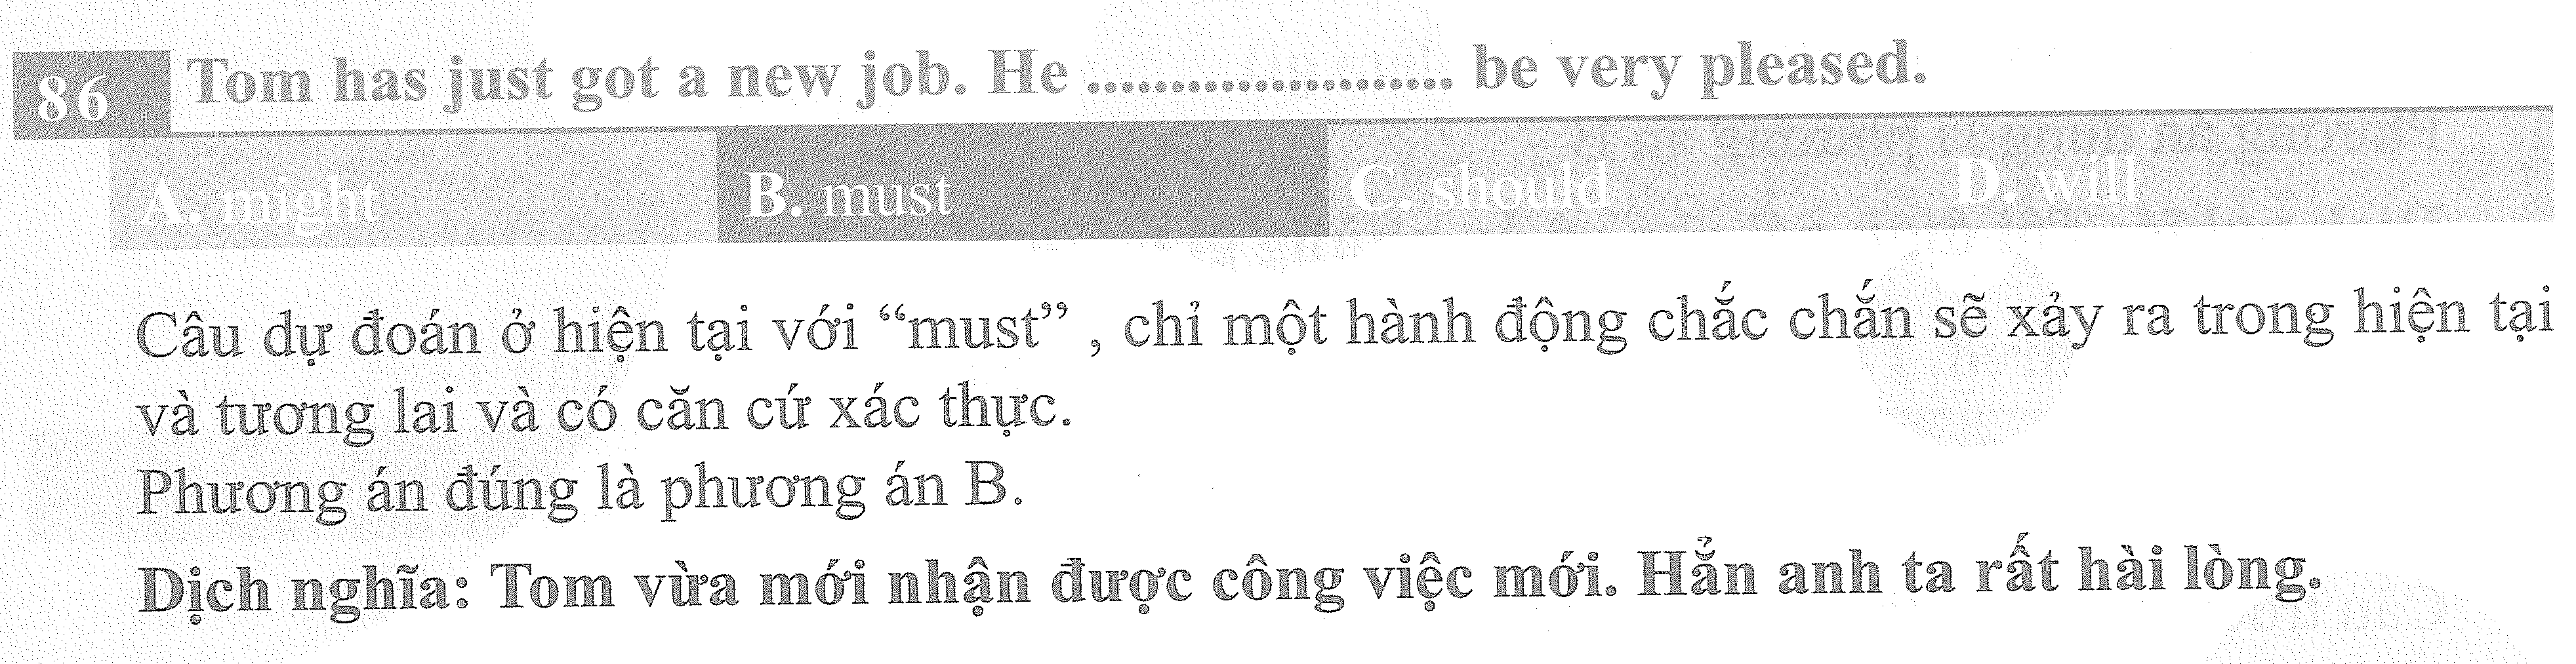 86 Tom has just got a new job. He ...................... be very pleased.
A. might B. must C. should D. will
Câu dự đoán ở hiện tại với “must” , chỉ một hành động chắc chắn sẽ xảy ra trong hiện tại
và tương lai và có căn cứ xác thực.
Phương án đúng là phương án B.
Dịch nghĩa: Tom vừa mới nhận được công việc mới. Hẳn anh ta rất hài lòng.